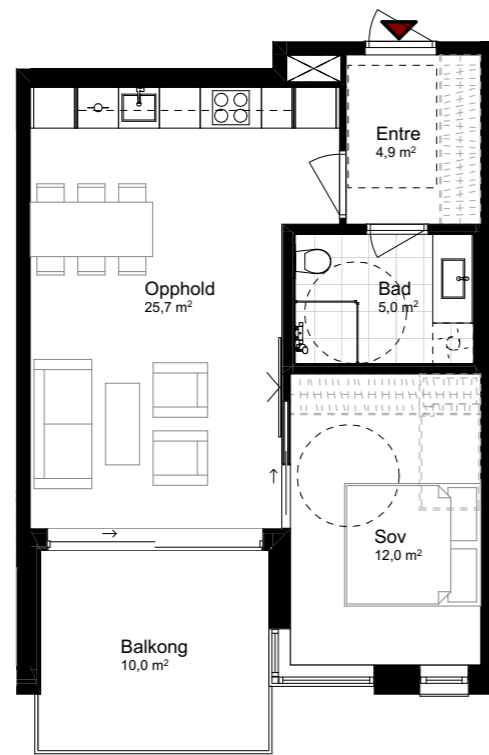 Entre
4,9 m²
Opphold
25,7 m²
Bad
5,0 m²
Sov
12,0 m²
Balkong
10,0 m²